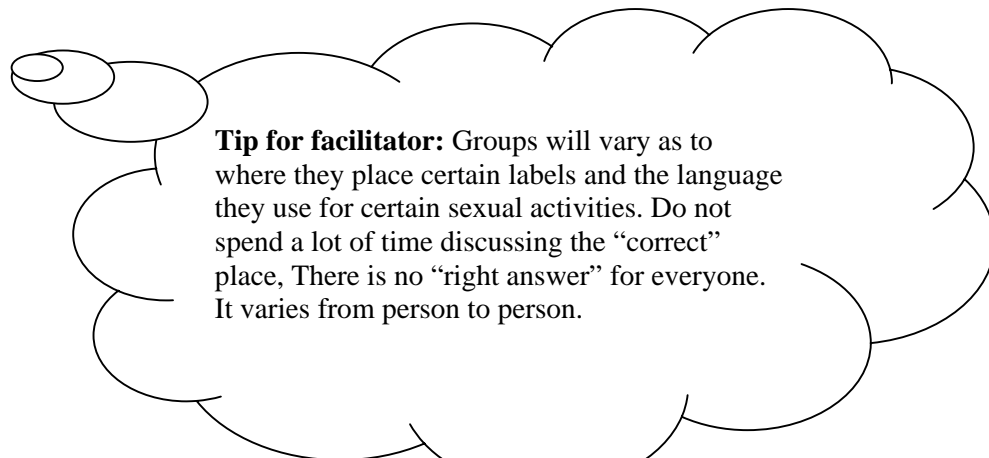 Tip for facilitator: Groups will vary as to
where they place certain labels and the language
they use for certain sexual activities. Do not
spend a lot of time discussing the “correct”
place, There is no “right answer” for everyone.
It varies from person to person.